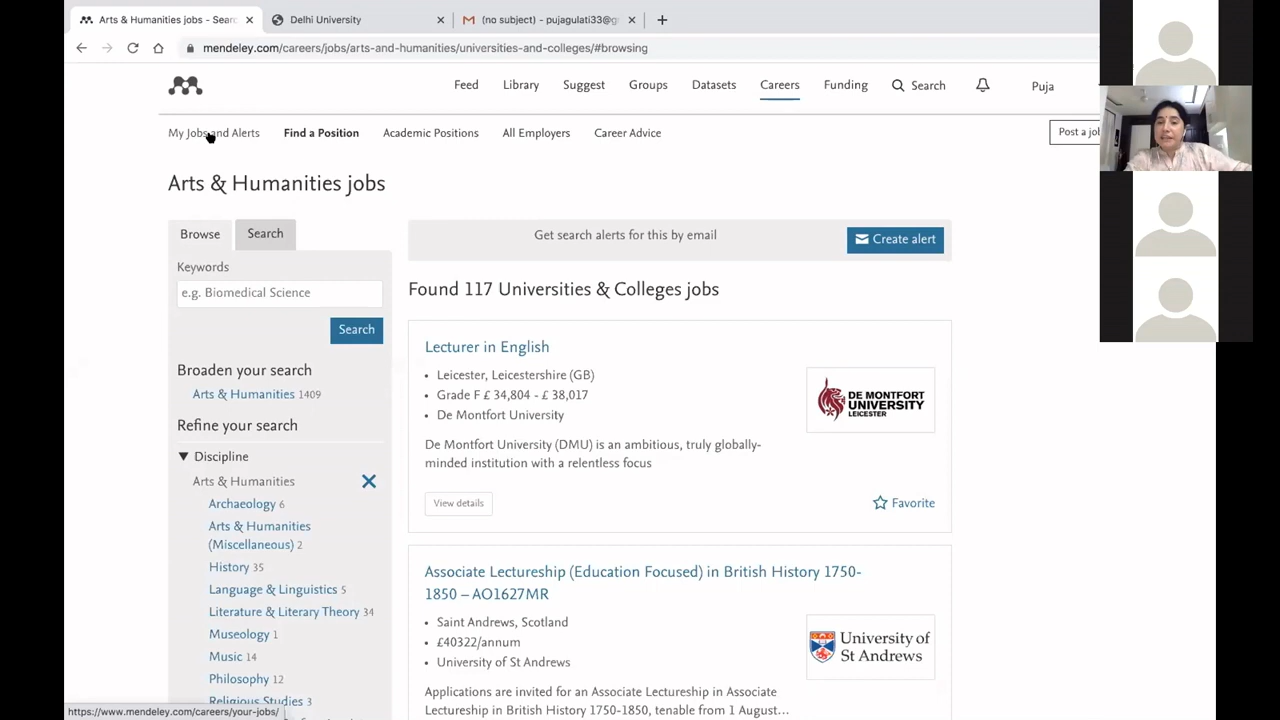 Arts & Humanities jobs - Sear
Delhi University
(no subject) - pujagulati33@g
mendeley.com/careers/jobs/arts-and-humanities/universities-and-colleges/#browsing
Feed Library Suggest Groups Datasets Careers Funding Search Puja
My Jobs and Alerts Find a Position Academic Positions All Employers Career Advice Post a job
Arts & Humanities jobs
Browse Search
Keywords
e.g. Biomedical Science
Search
Broaden your search
Arts & Humanities 1409
Refine your search
Discipline
Arts & Humanities
Archaeology 6
Arts & Humanities
(Miscellaneous) 2
History 35
Language & Linguistics 5
Literature & Literary Theory 34
Museology 1
Music 14
Philosophy 12
Religious Studies 3
Get search alerts for this by email
Create alert
Found 117 Universities & Colleges jobs
Lecturer in English
Leicester, Leicestershire (GB)
Grade F £ 34,804 - £ 38,017
De Montfort University
De Montfort University (DMU) is an ambitious, truly globally-
minded institution with a relentless focus
View details
Favorite
DE MONTFORT
UNIVERSITY
LEICESTER
Associate Lectureship (Education Focused) in British History 1750-
1850 – AO1627MR
Saint Andrews, Scotland
£40322/annum
University of St Andrews
Applications are invited for an Associate Lectureship in Associate
Lectureship in British History 1750-1850, tenable from 1 August...
University of
St Andrews
https://www.mendeley.com/careers/your-jobs/